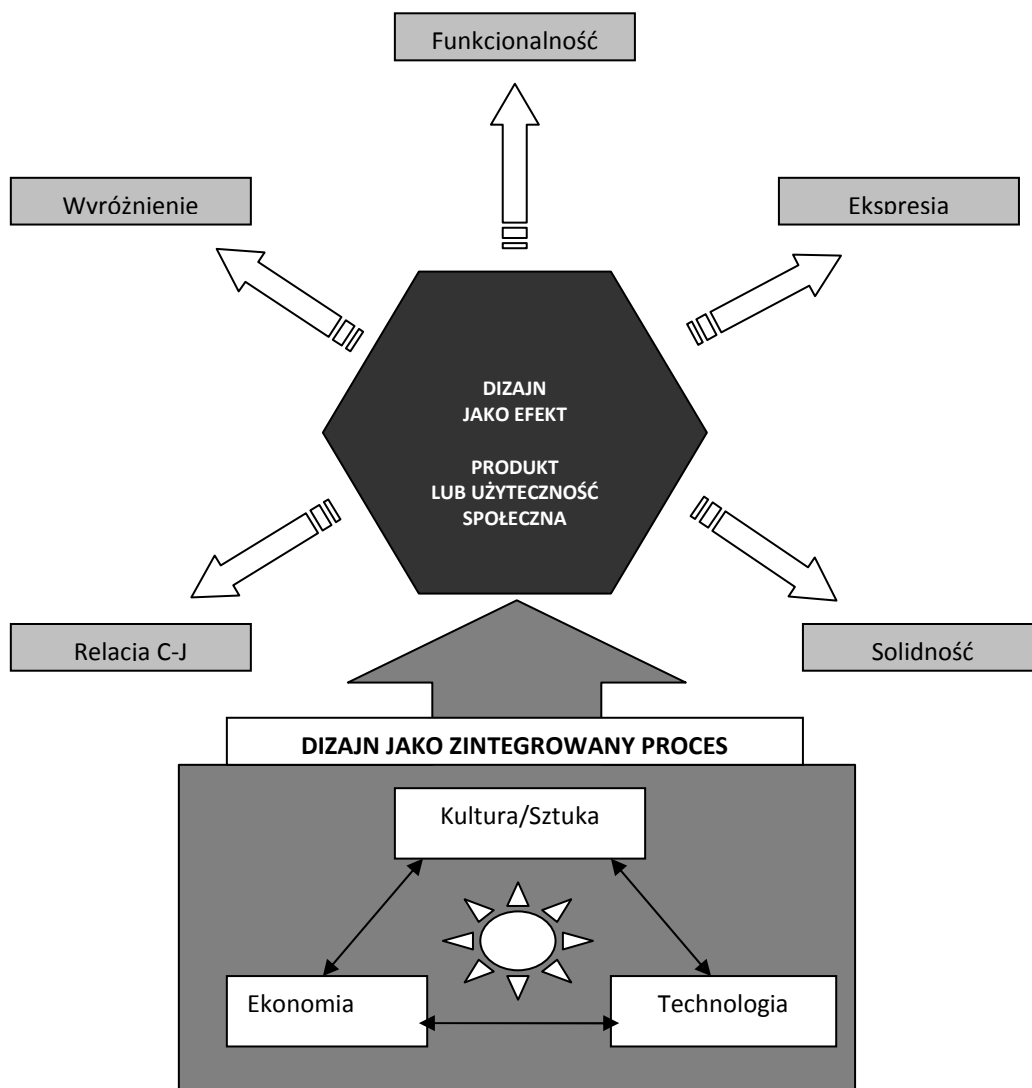 Funkcjonalność
Wyróżnienie
Ekspresja
DIZAJN
JAKO EFEKT
PRODUKT
LUB UŻYTECZNOŚĆ
SPOŁECZNA
Relacja C-J
Solidność
DIZAJN JAKO ZINTEGROWANY PROCES
Kultura/Sztuka
Ekonomia
Technologia